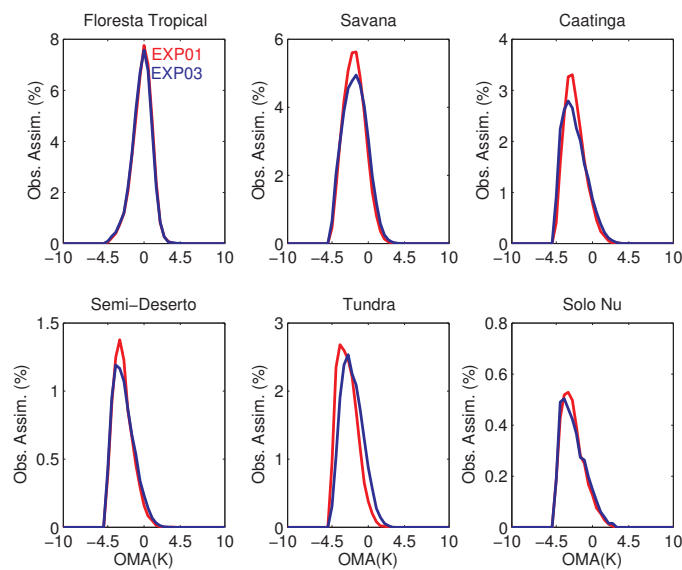 Floresta Tropical
Savana
Caatinga
8
6
4
2
0
Obs. Assim. (%)
EXP01
EXP03
−10 −4.5 0 4.5 10
6
4
2
0
Obs. Assim. (%)
−10 −4.5 0 4.5 10
4
3
2
1
0
Obs. Assim. (%)
−10 −4.5 0 4.5 10
Semi−Deserto
Tundra
Solo Nu
1.5
1
0.5
0
Obs. Assim. (%)
−10 −4.5 0 4.5 10
OMA(K)
3
2
1
0
Obs. Assim. (%)
−10 −4.5 0 4.5 10
OMA(K)
0.8
0.6
0.4
0.2
0
Obs. Assim. (%)
−10 −4.5 0 4.5 10
OMA(K)